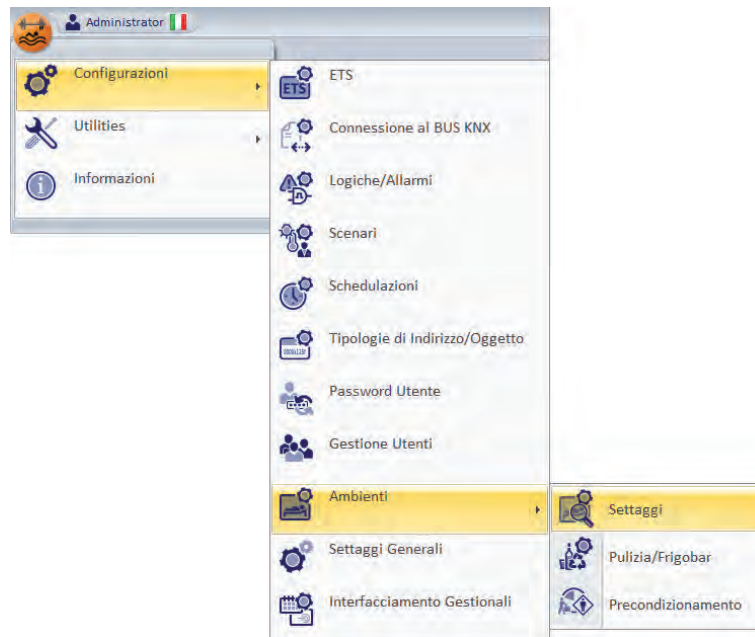 Administrator
Configurazioni
Utilities
Informazioni
ETS
ETS
Connessione al BUS KNX
Logiche/Allarmi
Scenari
Schedulazioni
Tipologie di Indirizzo/Oggetto
Password Utente
Gestione Utenti
Ambienti
Settaggi Generali
Interfacciamento Gestionali
Settaggi
Pulizia/Frigobar
Precondizionamento